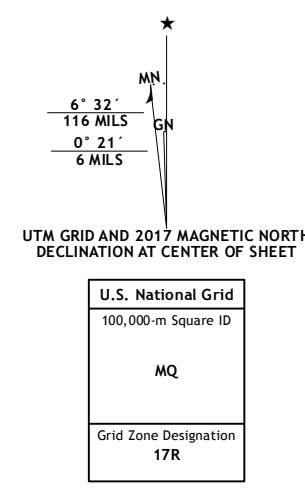 MN
GN
6° 32´
116 MILS
0° 21´
6 MILS
UTM GRID AND 2017 MAGNETIC NORTH
DECLINATION AT CENTER OF SHEET
U.S. National Grid
100,000-m Square ID
MQ
Grid Zone Designation
17R